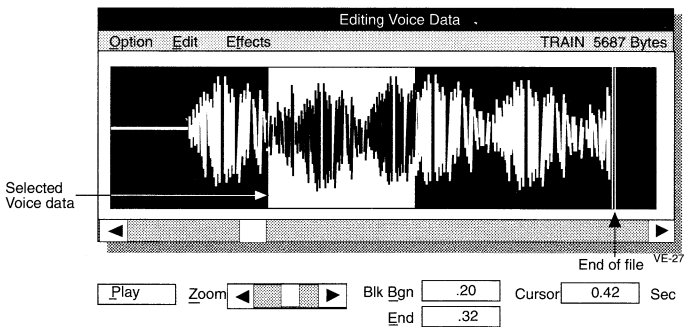 Editing Voice Data
Option Edit Effects TRAIN 5687 Bytes
Selected
Voice data
End of file
VE-27
Play Zoom Blk Bgn .20 Cursor 0.42 Sec
End .32